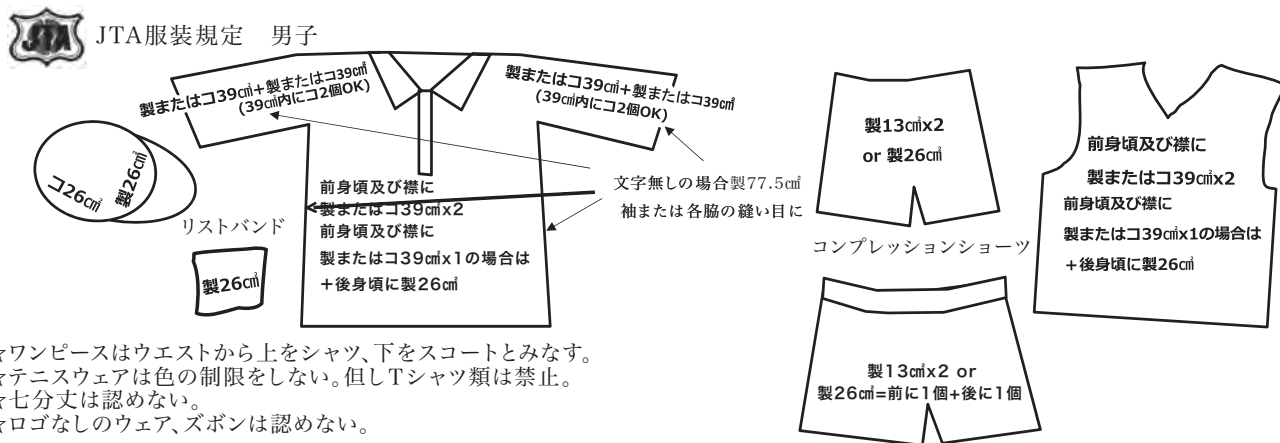 JTA
JTA服装規定　男子
製またはコ39㎠+製またはコ39㎠
(39㎠内にコ2個OK)
製またはコ39㎠+製またはコ39㎠
(39㎠内にコ2個OK)
コ26㎠
製26㎠
リストバンド
製26㎠
前身頃及び襟に
製またはコ39㎠x2
前身頃及び襟に
製またはコ39㎠x1の場合は
+後身頃に製26㎠
文字無しの場合製77.5㎠
袖または各脇の縫い目に
製13㎠x2
or 製26㎠
コンプレッションショーツ
製13㎠x2 or
製26㎠=前に1個+後に1個
前身頃及び襟に
製またはコ39㎠x2
前身頃及び襟に
製またはコ39㎠x1の場合は
+後身頃に製26㎠
☆ワンピースはウエストから上をシャツ、下をスコートとみなす。
☆テニスウェアは色の制限をしない。但しTシャツ類は禁止。
☆七分丈は認めない。
☆ロゴなしのウェア、ズボンは認めない。